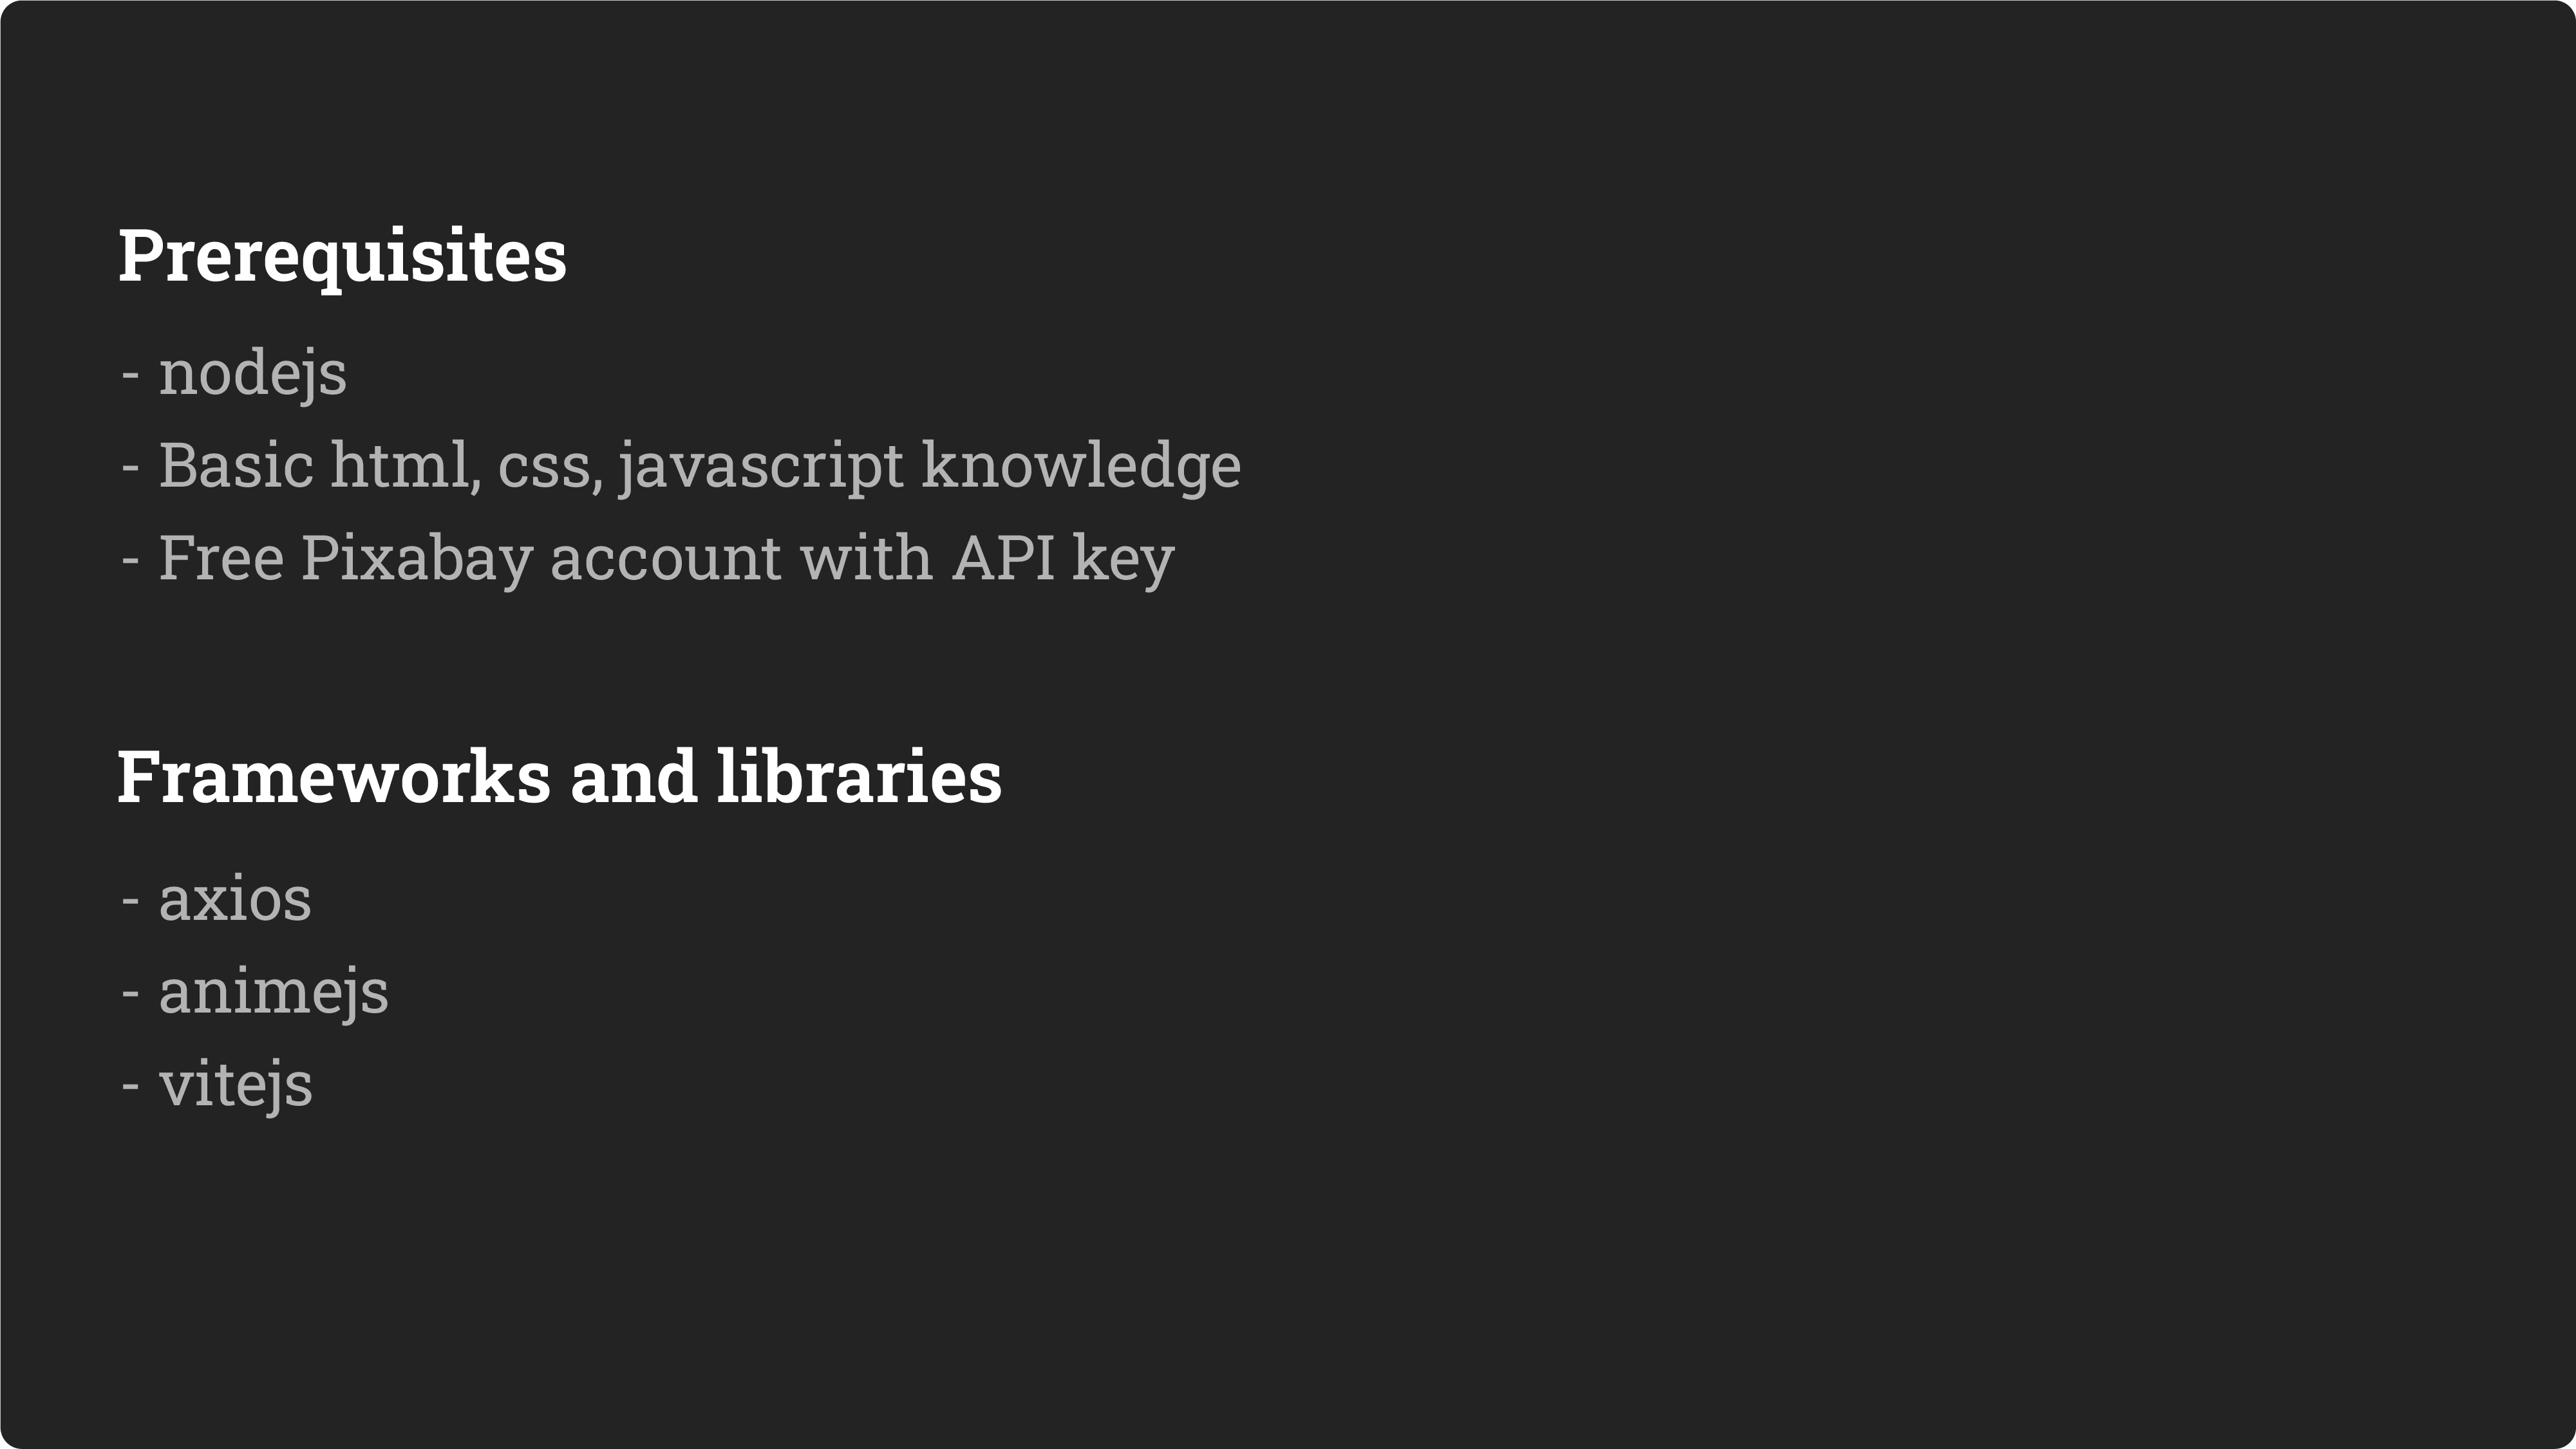 Prerequisites
- nodejs
- Basic html, css, javascript knowledge
- Free Pixabay account with API key
Frameworks and libraries
- axios
- animejs
- vitejs